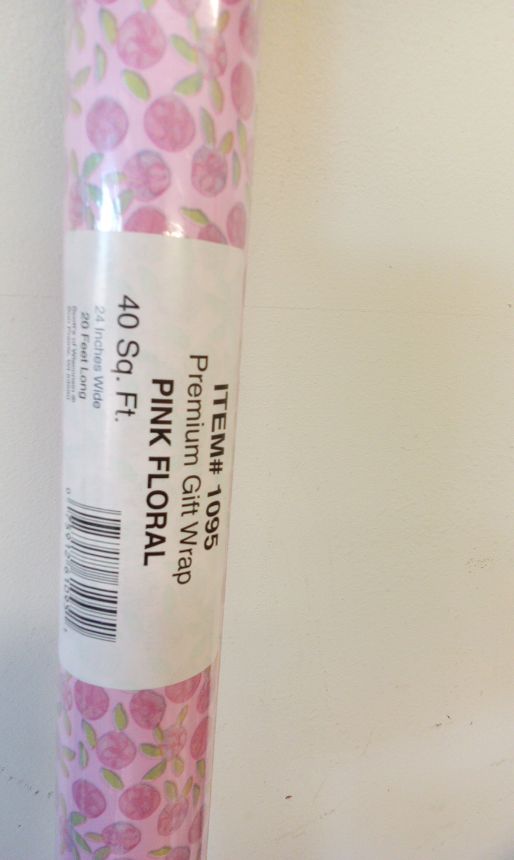 ITEM# 1095
Premium Gift Wrap
PINK FLORAL
40 Sq. Ft.
24 Inches Wide
20 Feet Long